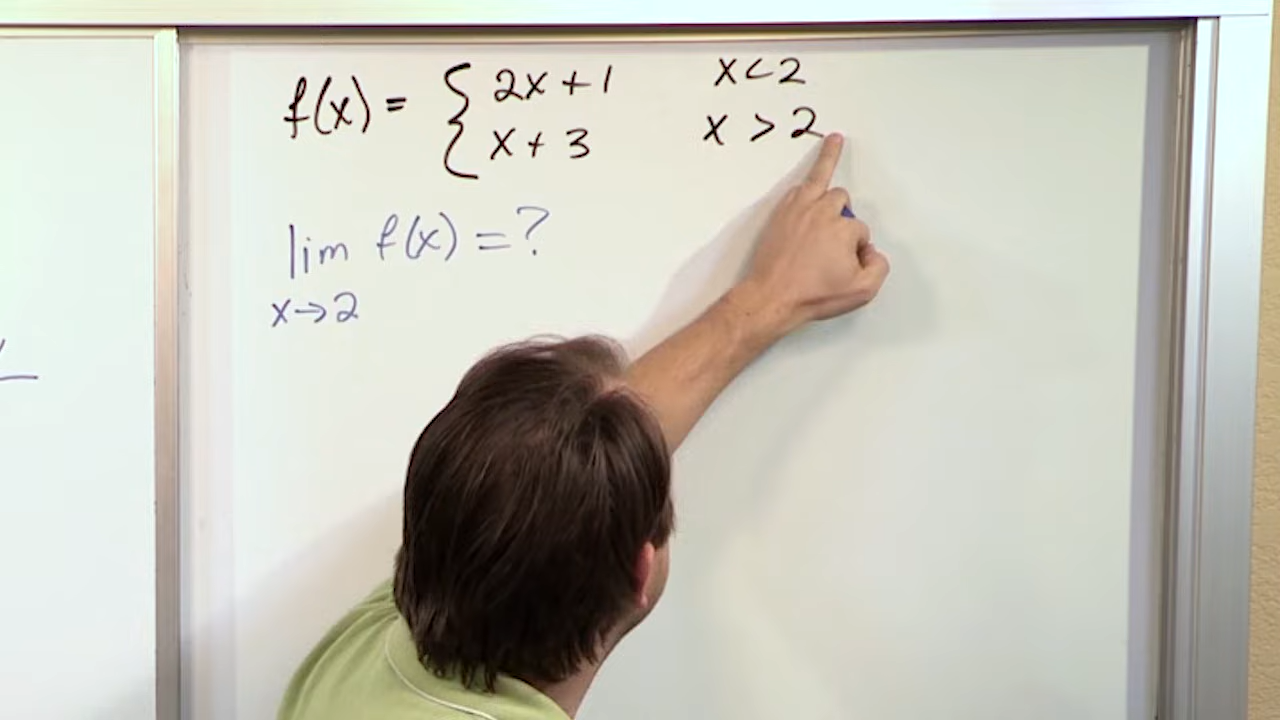 f(x) = { 2x + 1 x < 2
x + 3 x > 2
lim f(x) = ?
x → 2